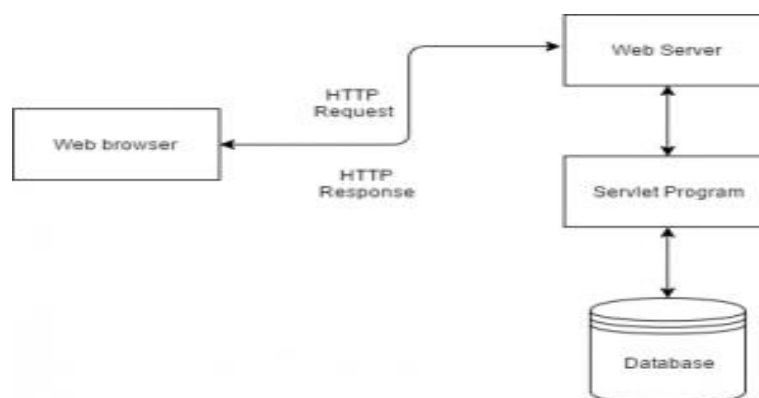 Web Server
HTTP
Request
Web browser
HTTP
Response
Servlet Program
Database